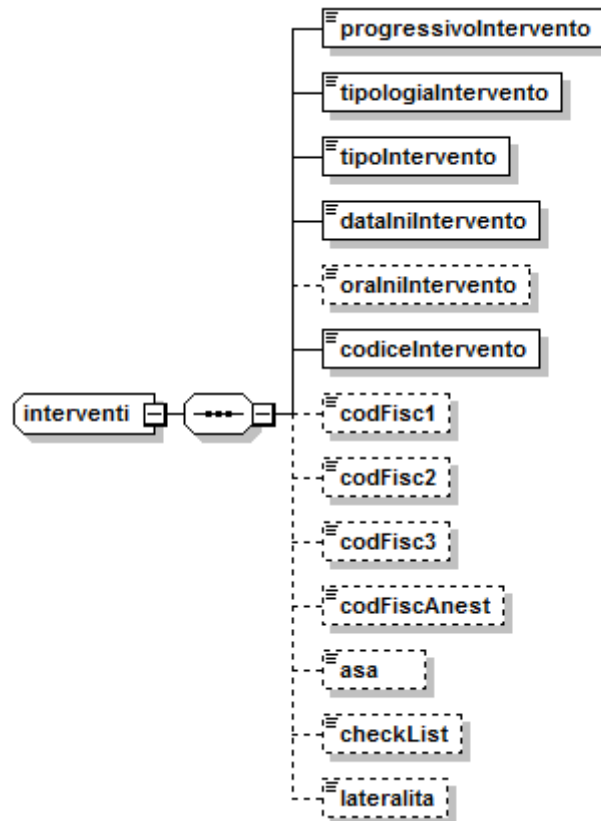 progressivoIntervento
tipologiaIntervento
tipoIntervento
dataIniIntervento
oraIniIntervento
codiceIntervento
interventi
codFisc1
codFisc2
codFisc3
codFiscAnest
asa
checkList
lateralita